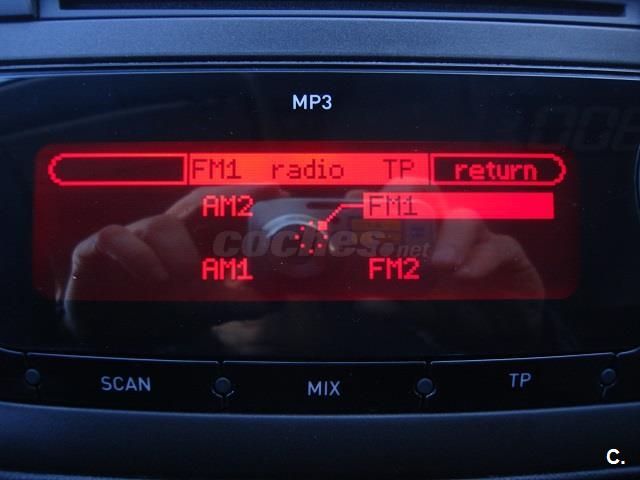 MP3
FM1 radio TP return
AM2 FM1
coches.net
AM1 FM2
SCAN MIX TP
C.